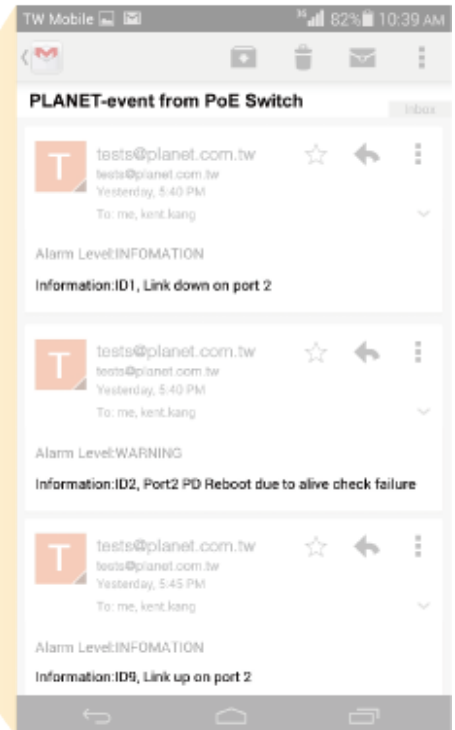 TW Mobile 3G 82% 10:39 AM
PLANET-event from PoE Switch
Inbox
T
tests@planet.com.tw
tests@planet.com.tw
Yesterday, 5:40 PM
To: me, kent.kang
Alarm Level:INFOMATION
Information:ID1, Link down on port 2
T
tests@planet.com.tw
tests@planet.com.tw
Yesterday, 5:40 PM
To: me, kent.kang
Alarm Level:WARNING
Information:ID2, Port2 PD Reboot due to alive check failure
T
tests@planet.com.tw
tests@planet.com.tw
Yesterday, 5:45 PM
To: me, kent.kang
Alarm Level:INFOMATION
Information:ID9, Link up on port 2